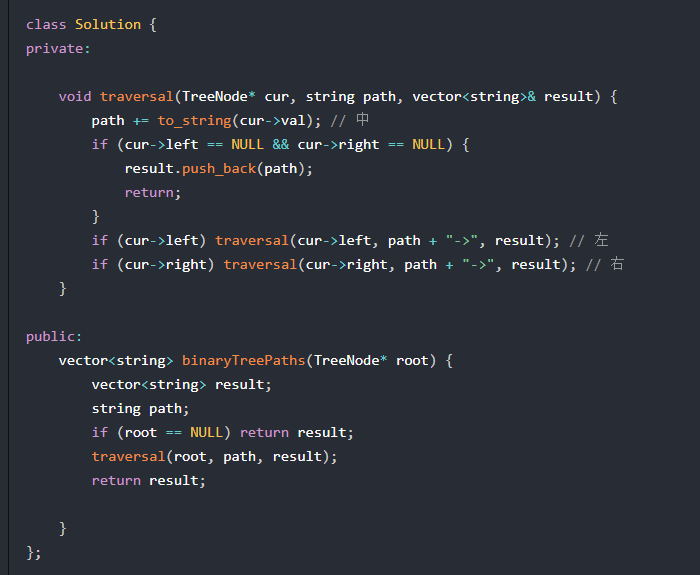 class Solution {
private:
    void traversal(TreeNode* cur, string path, vector<string>& result) {
        path += to_string(cur->val); // 中
        if (cur->left == NULL && cur->right == NULL) {
            result.push_back(path);
            return;
        }
        if (cur->left) traversal(cur->left, path + "->", result); // 左
        if (cur->right) traversal(cur->right, path + "->", result); // 右
    }
public:
    vector<string> binaryTreePaths(TreeNode* root) {
        vector<string> result;
        string path;
        if (root == NULL) return result;
        traversal(root, path, result);
        return result;
    }
};